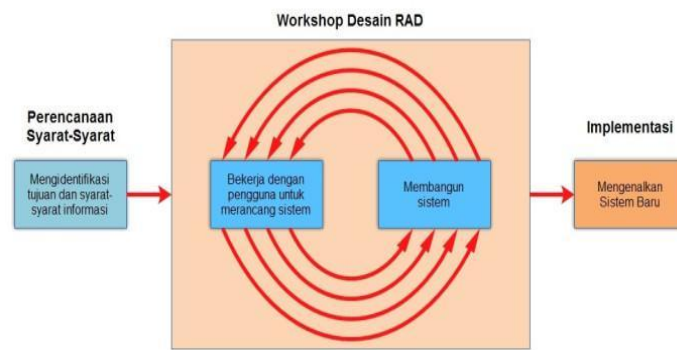 Workshop Desain RAD
Perencanaan
Syarat-Syarat
Mengidentifikasi
tujuan dan syarat-
syarat informasi
Bekerja dengan
pengguna untuk
merancang sistem
Membangun
sistem
Implementasi
Mengenalkan
Sistem Baru